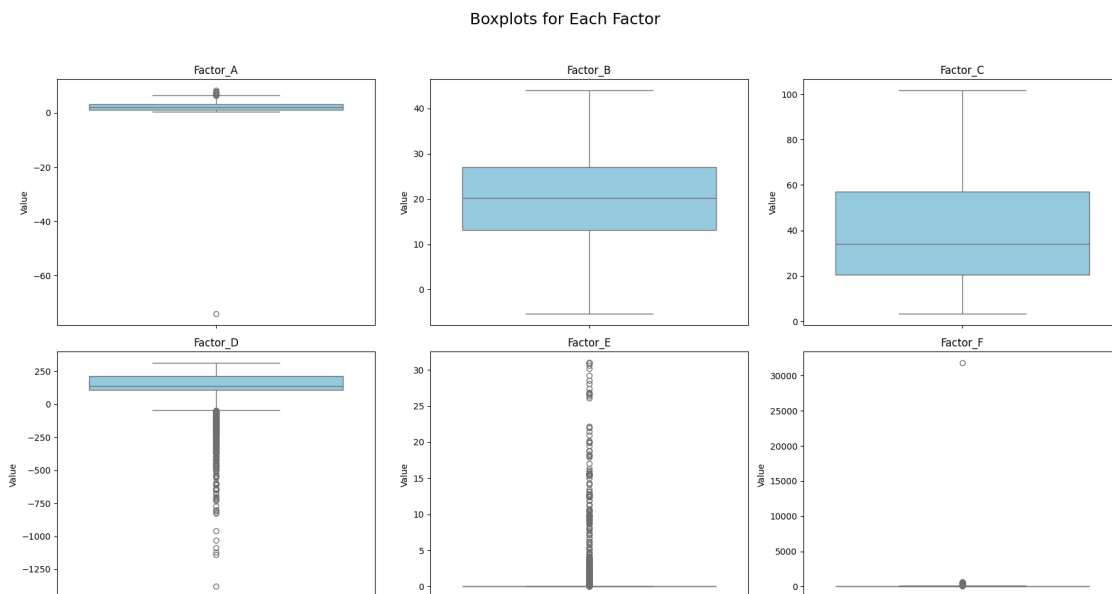 Boxplots for Each Factor
Factor_A
Factor_B
Factor_C
0
−20
−40
−60
Value
40
30
20
10
0
Value
100
80
60
40
20
0
Value
Factor_D
Factor_E
Factor_F
250
0
−250
−500
−750
−1000
−1250
Value
30
25
20
15
10
5
0
Value
30000
25000
20000
15000
10000
5000
0
Value